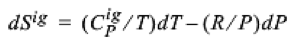 dS^{ig} = (C_P^{ig}/T)dT − (R/P)dP